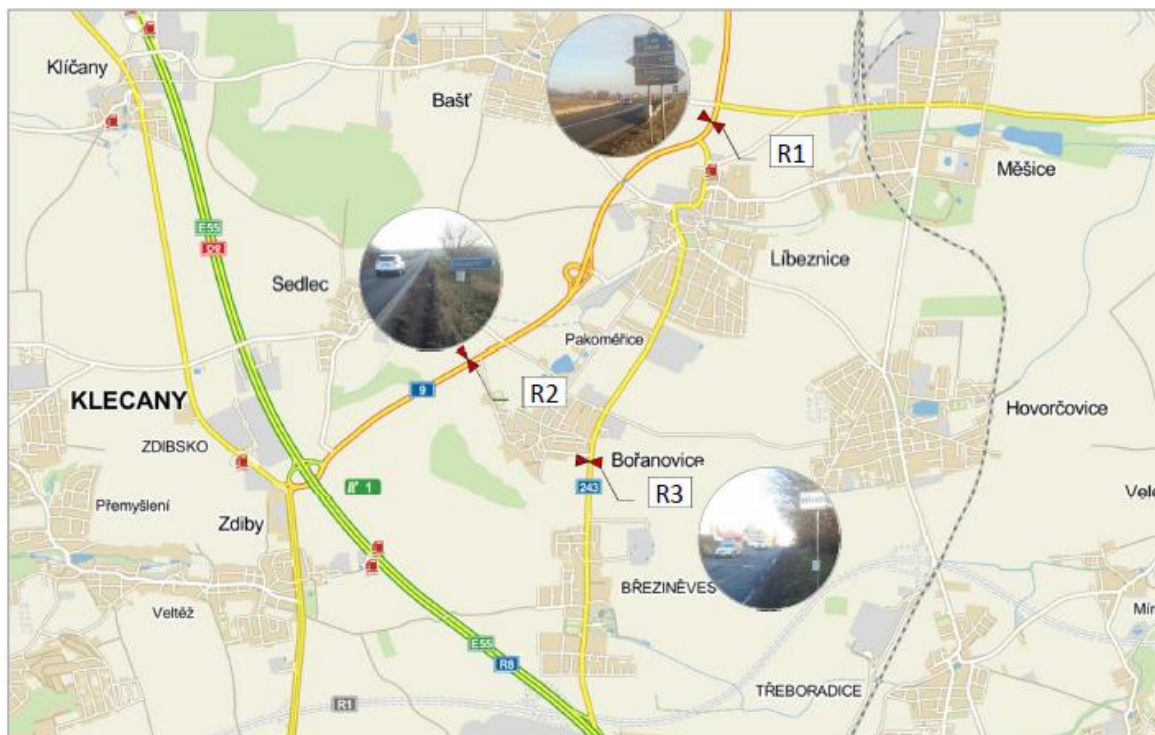 Klíčany
Bašť
R1
Měšice
E55
D8
Líbeznice
Sedlec
Pakoměřice
9
R2
KLECANY
Hovorčovice
ZDIBSKO
Bořanovice
1
243
R3
Přemyšlení
Zdiby
BŘEZINĚVES
Veltěž
E55
R8
TŘEBORADICE
R1